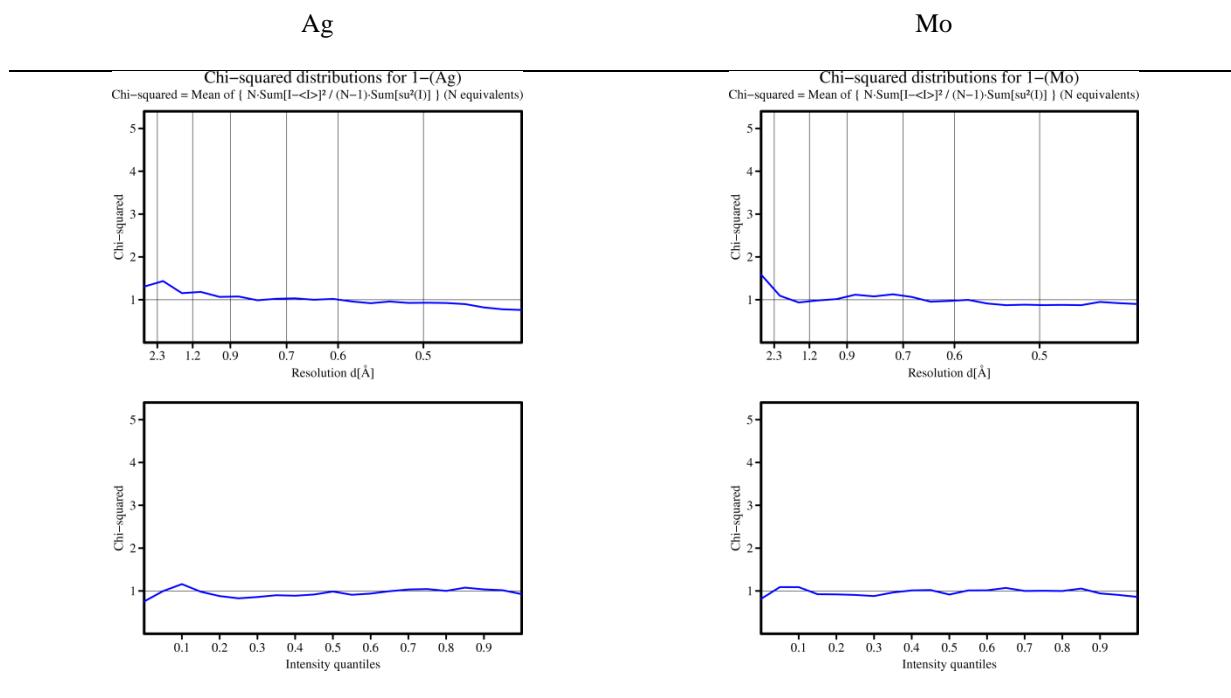 Ag
Mo
Chi−squared distributions for 1−(Ag)
Chi−squared = Mean of { N·Sum[I−<I>]² / (N−1)·Sum[su²(I)] } (N equivalents)
5
4
3
2
1
Chi−squared
2.3 1.2 0.9 0.7 0.6 0.5
Resolution d[Å]
Chi−squared distributions for 1−(Mo)
Chi−squared = Mean of { N·Sum[I−<I>]² / (N−1)·Sum[su²(I)] } (N equivalents)
5
4
3
2
1
Chi−squared
2.3 1.2 0.9 0.7 0.6 0.5
Resolution d[Å]
5
4
3
2
1
Chi−squared
0.1 0.2 0.3 0.4 0.5 0.6 0.7 0.8 0.9
Intensity quantiles
5
4
3
2
1
Chi−squared
0.1 0.2 0.3 0.4 0.5 0.6 0.7 0.8 0.9
Intensity quantiles